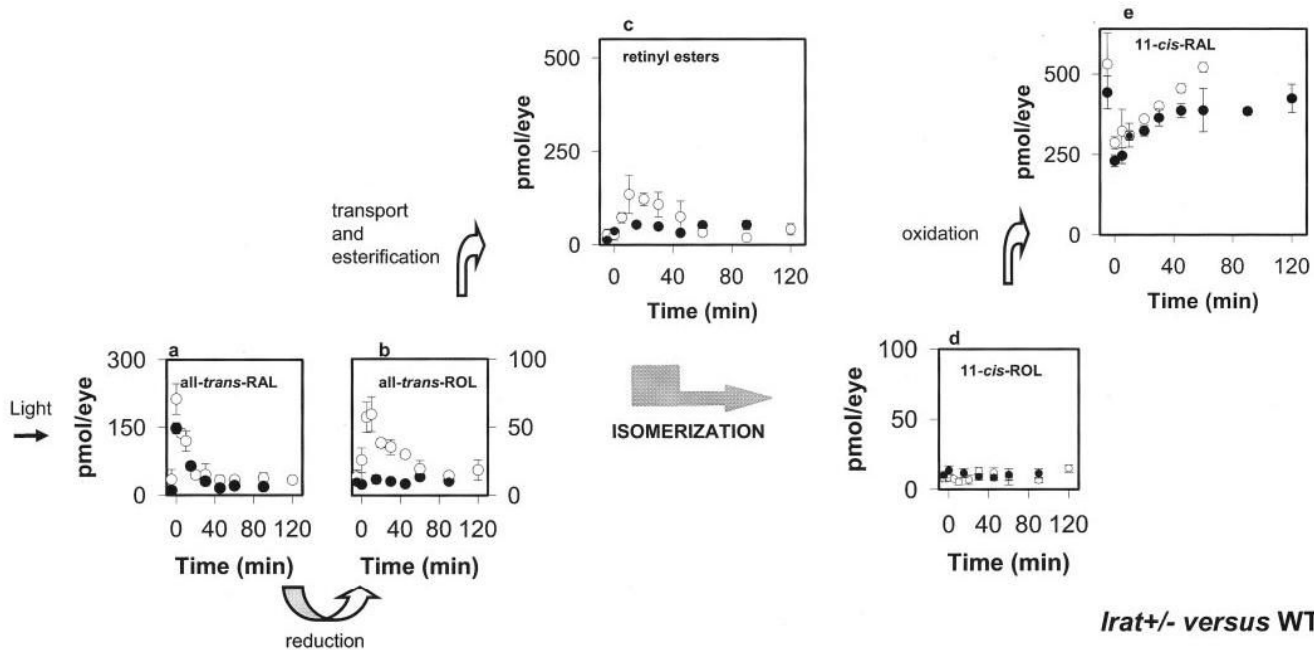 c
retinyl esters
500
250
0
pmol/eye
0 40 80 120
Time (min)
e
11-cis-RAL
500
250
0
pmol/eye
0 40 80 120
Time (min)
transport
and
esterification
oxidation
Light
a
all-trans-RAL
300
150
0
pmol/eye
0 40 80 120
Time (min)
b
all-trans-ROL
100
50
0
0 40 80 120
Time (min)
reduction
ISOMERIZATION
d
11-cis-ROL
100
50
0
pmol/eye
0 40 80 120
Time (min)
lrat+/- versus WT